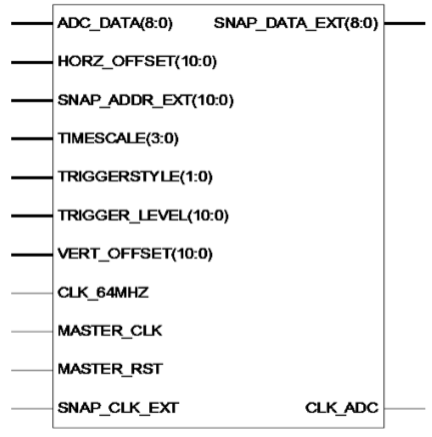 ADC_DATA(8:0) SNAP_DATA_EXT(8:0)
HORZ_OFFSET(10:0)
SNAP_ADDR_EXT(10:0)
TIMESCALE(3:0)
TRIGGERSTYLE(1:0)
TRIGGER_LEVEL(10:0)
VERT_OFFSET(10:0)
CLK_64MHZ
MASTER_CLK
MASTER_RST
SNAP_CLK_EXT CLK_ADC